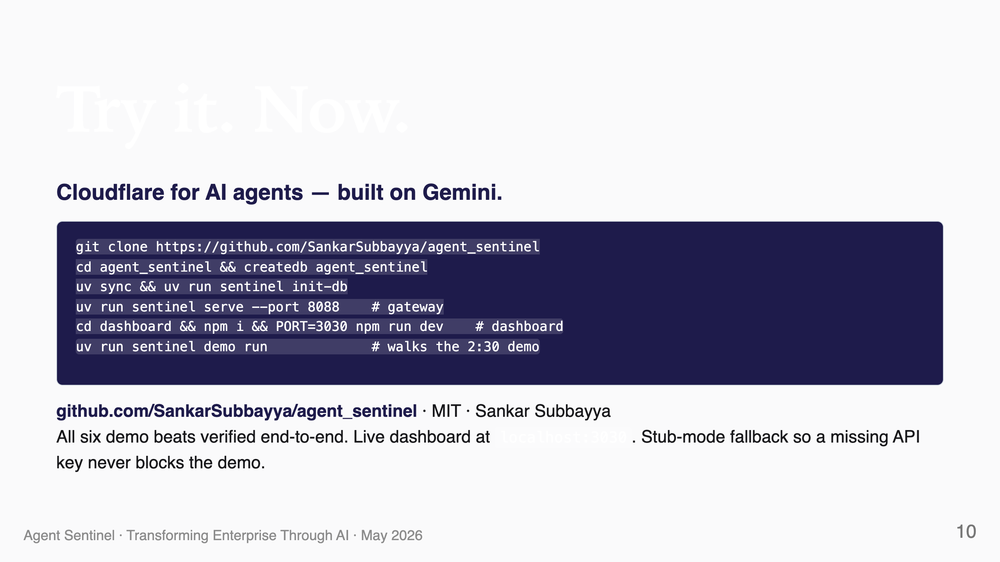 Try it. Now.
Cloudflare for AI agents — built on Gemini.
git clone https://github.com/SankarSubbayya/agent_sentinel
cd agent_sentinel && createdb agent_sentinel
uv sync && uv run sentinel init-db
uv run sentinel serve --port 8088    # gateway
cd dashboard && npm i && PORT=3030 npm run dev    # dashboard
uv run sentinel demo run             # walks the 2:30 demo
github.com/SankarSubbayya/agent_sentinel · MIT · Sankar Subbayya
All six demo beats verified end-to-end. Live dashboard at localhost:3030. Stub-mode fallback so a missing API
key never blocks the demo.
Agent Sentinel · Transforming Enterprise Through AI · May 2026
10